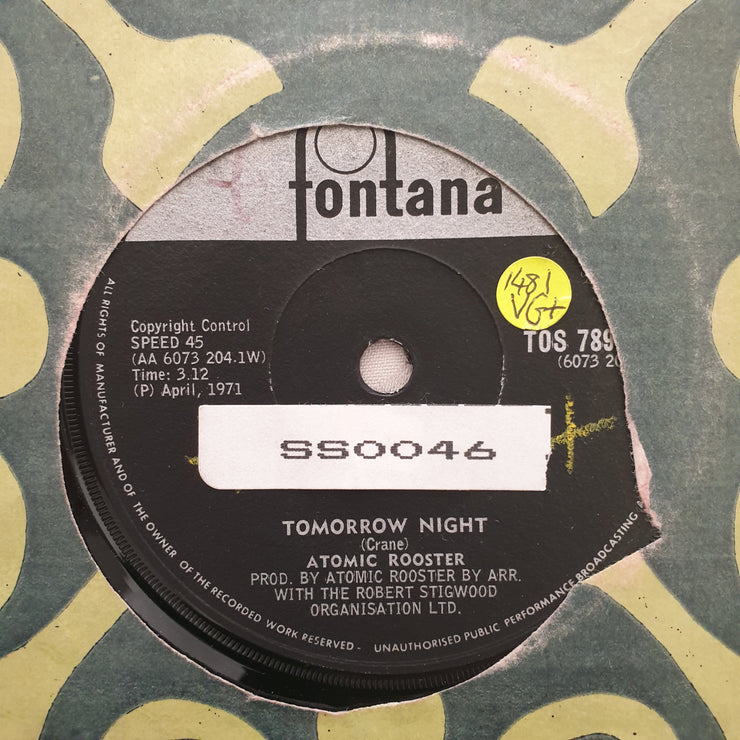 fontana
1481
VG+
TOS 789
(6073 20
Copyright Control
SPEED 45
(AA 6073 204.1W)
Time: 3.12
(P) April, 1971
SS0046
TOMORROW NIGHT
(Crane)
ATOMIC ROOSTER
PROD. BY ATOMIC ROOSTER BY ARR.
WITH THE ROBERT STIGWOOD
ORGANISATION LTD.
ALL RIGHTS OF MANUFACTURER AND OF THE OWNER OF THE RECORDED WORK RESERVED - UNAUTHORISED PUBLIC PERFORMANCE, BROADCASTING